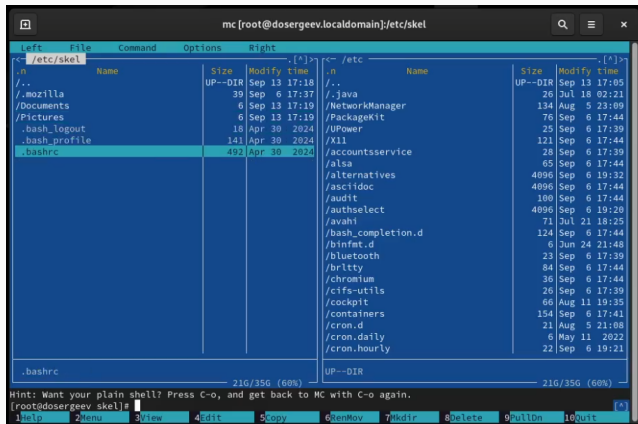 mc [root@dosergeev.localdomain]:/etc/skel
Left File Command Options Right
<─ /etc/skel .[^]>
.n Name Size Modify time
/.. UP--DIR Sep 13 17:18
/.mozilla 39 Sep 6 17:37
/Documents 6 Sep 13 17:19
/Pictures 6 Sep 13 17:19
.bash_logout 18 Apr 30 2024
.bash_profile 141 Apr 30 2024
.bashrc 492 Apr 30 2024
.bashrc
21G/35G (60%)
<─ /etc .[^]>
.n Name Size Modify time
/.. UP--DIR Sep 13 17:05
/.java 26 Jul 18 02:21
/NetworkManager 134 Aug 5 23:09
/PackageKit 76 Sep 6 17:44
/UPower 25 Sep 6 17:39
/X11 121 Sep 6 17:44
/accountsservice 28 Sep 6 17:39
/alsa 65 Sep 6 17:44
/alternatives 4096 Sep 6 19:32
/asciidoc 6 Sep 6 17:44
/audit 100 Sep 6 17:44
/authselect 4096 Sep 6 19:20
/avahi 71 Jul 21 18:25
/bash_completion.d 124 Sep 6 17:44
/binfmt.d 6 Jun 24 21:48
/bluetooth 23 Sep 6 17:39
/brltty 84 Sep 6 17:44
/chromium 36 Sep 6 17:44
/cifs-utils 26 Sep 6 17:39
/cockpit 66 Aug 11 19:35
/containers 154 Sep 6 17:41
/cron.d 21 Aug 5 21:08
/cron.daily 6 May 11 2022
/cron.hourly 22 Sep 6 19:21
UP--DIR
21G/35G (60%)
Hint: Want your plain shell? Press C-o, and get back to MC with C-o again.
[root@dosergeev skel]# [^]
1Help 2Menu 3View 4Edit 5Copy 6RenMov 7Mkdir 8Delete 9PullDn 10Quit